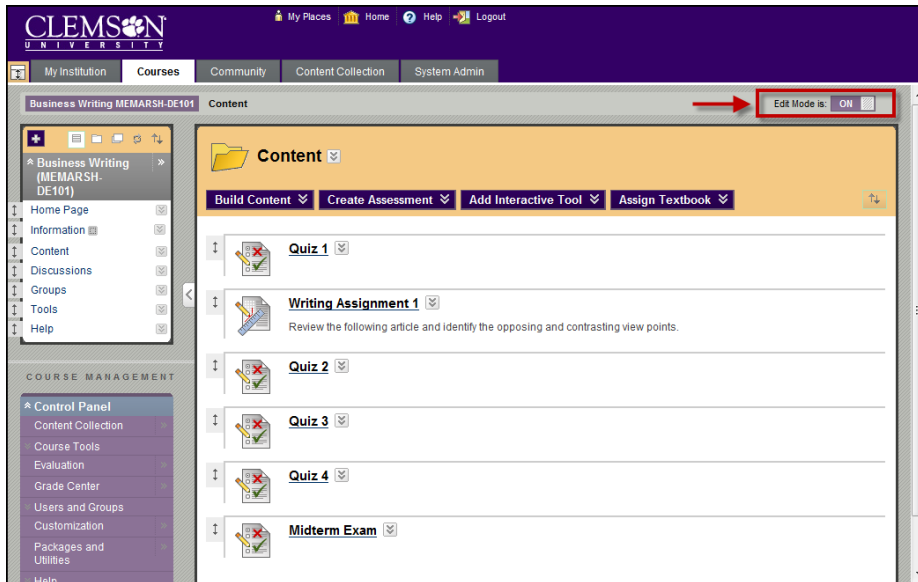 CLEMSON
UNIVERSITY
My Places Home ? Help Logout
My Institution Courses Community Content Collection System Admin
Business Writing MEMARSH-DE101 Content
Edit Mode is: ON
Business Writing
(MEMARSH-
DE101)
Home Page
Information
Content
Discussions
Groups
Tools
Help
COURSE MANAGEMENT
Control Panel
Content Collection
Course Tools
Evaluation
Grade Center
Users and Groups
Customization
Packages and
Utilities
Help
Content
Build Content Create Assessment Add Interactive Tool Assign Textbook
Quiz 1
Writing Assignment 1
Review the following article and identify the opposing and contrasting view points.
Quiz 2
Quiz 3
Quiz 4
Midterm Exam